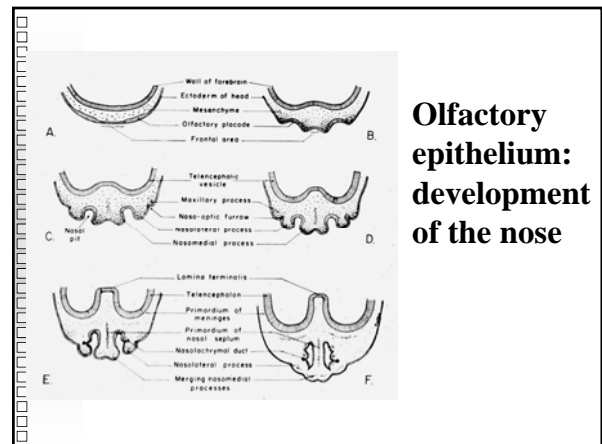 Wall of forebrain
Ectoderm of head
Mesenchyme
Olfactory placode
Frontal area
A.
B.
Telencephalic
vesicle
Maxillary process
Naso-optic furrow
Nasolateral process
Nasomedial process
Nasal
pit
C.
D.
Lamina terminalis
Telencephalon
Primordium of
meninges
Primordium of
nasal septum
Nasolachrymal duct
Nasolateral process
Merging nasomedial
processes
E.
F.
Olfactory
epithelium:
development
of the nose